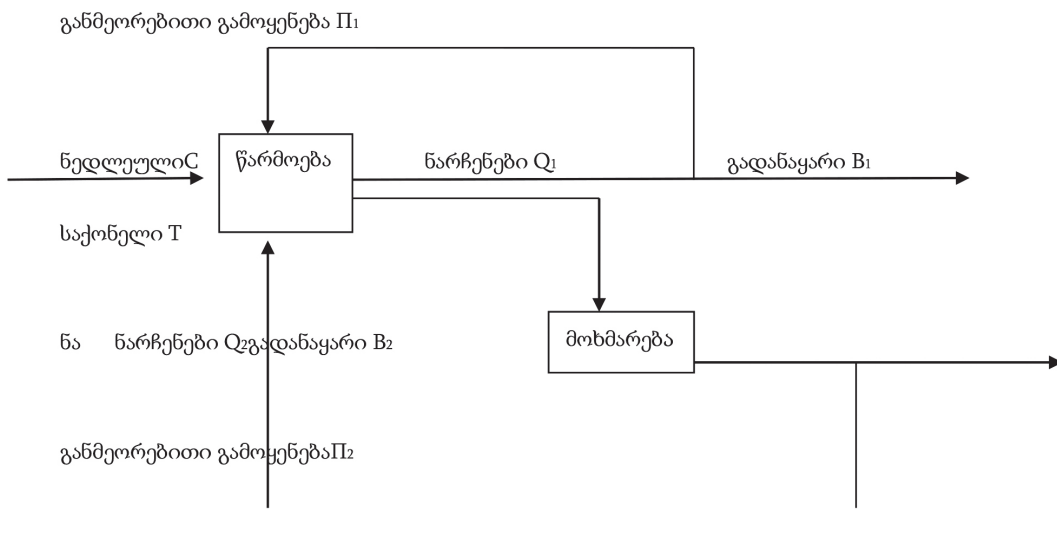 განმეორებითი გამოყენება П₁
ნედლეულიC წარმოება ნარჩენები Q₁ გადანაყარი B₁
საქონელი T
მოხმარება
ნა ნარჩენები Q₂გადანაყარი B₂
განმეორებითი გამოყენებაП₂